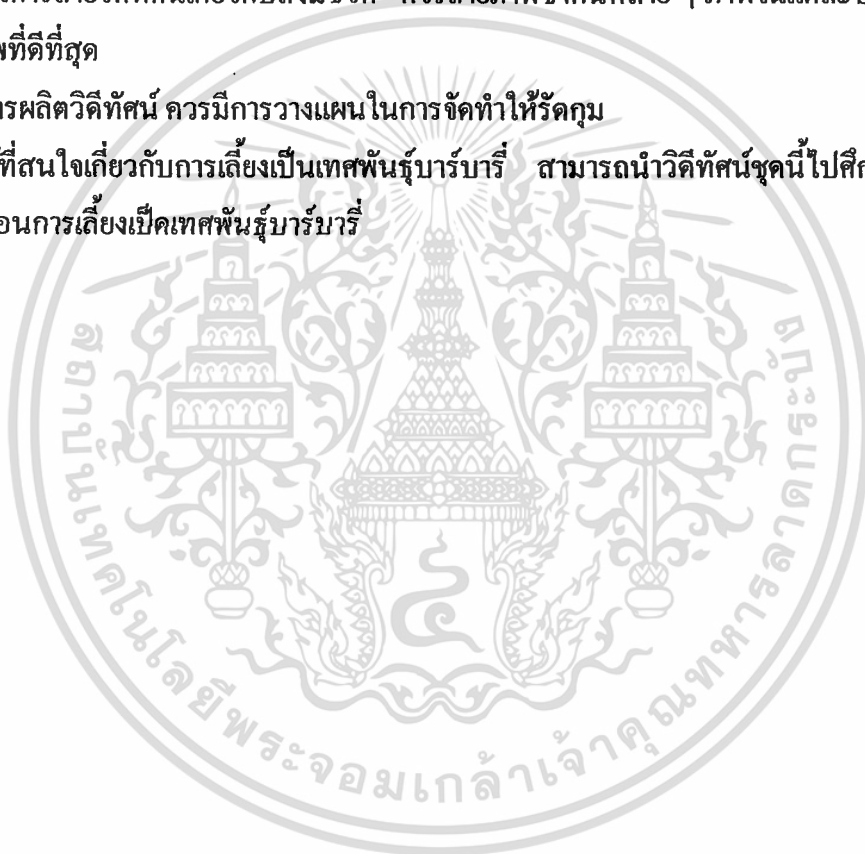 ที่ดีที่สุด
รผลิตวิดีทัศน์ ควรมีการวางแผนในการจัดทำให้รัดกุม
ที่สนใจเกี่ยวกับการเลี้ยงเป็นเทศพันธุ์บาร์บารี่ สามารถนำวิดีทัศน์ชุดนี้ไปศึก
อนการเลี้ยงเป็ดเทศพันธุ์บาร์บารี่
สถาบันเทคโนโลยีพระจอมเกล้าเจ้าคุณทหารลาดกระบัง
๔